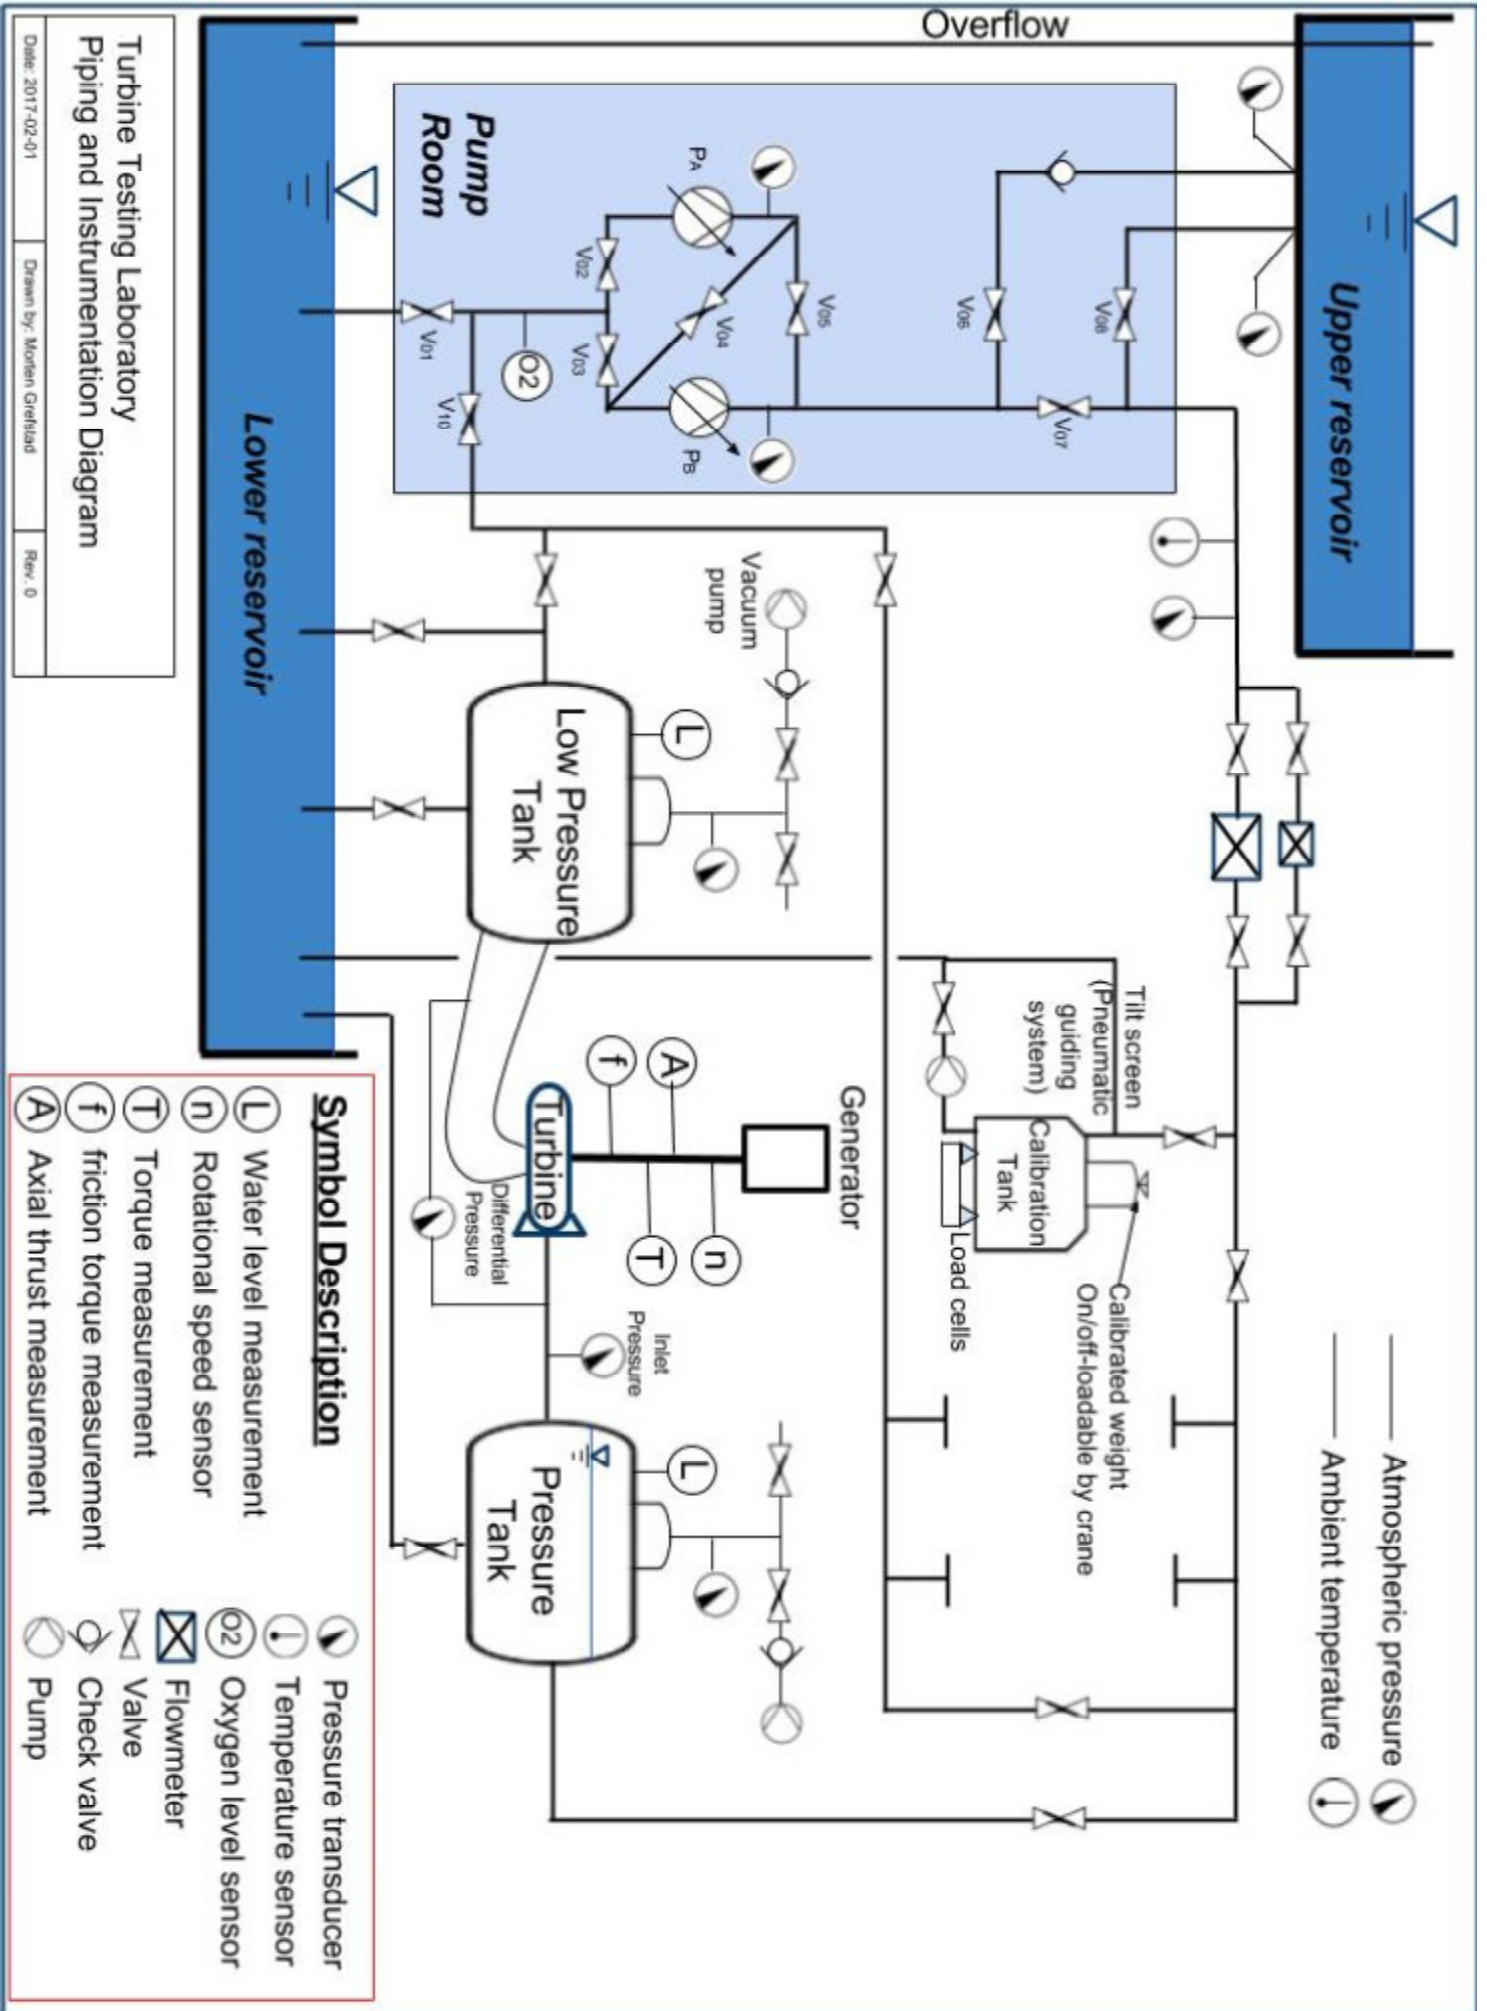 Overflow
Upper reservoir
Pump
Room
PA
PB
V01
V02
V03
V04
V05
V06
V07
V08
V10
O2
Lower reservoir
Vacuum
pump
L
Low Pressure
Tank
Tilt screen
(Pneumatic
guiding
system)
Calibration
Tank
Load cells
Calibrated weight
On/off-loadable by crane
Atmospheric pressure
Ambient temperature
Generator
A
f
n
T
Turbine
Differential
Pressure
Inlet
Pressure
L
Pressure
Tank
Turbine Testing Laboratory
Piping and Instrumentation Diagram
Date: 2017-02-01
Drawn by: Morten Grefstad
Rev. 0
Symbol Description
L Water level measurement
n Rotational speed sensor
T Torque measurement
f friction torque measurement
A Axial thrust measurement
Pressure transducer
Temperature sensor
O2 Oxygen level sensor
Flowmeter
Valve
Check valve
Pump